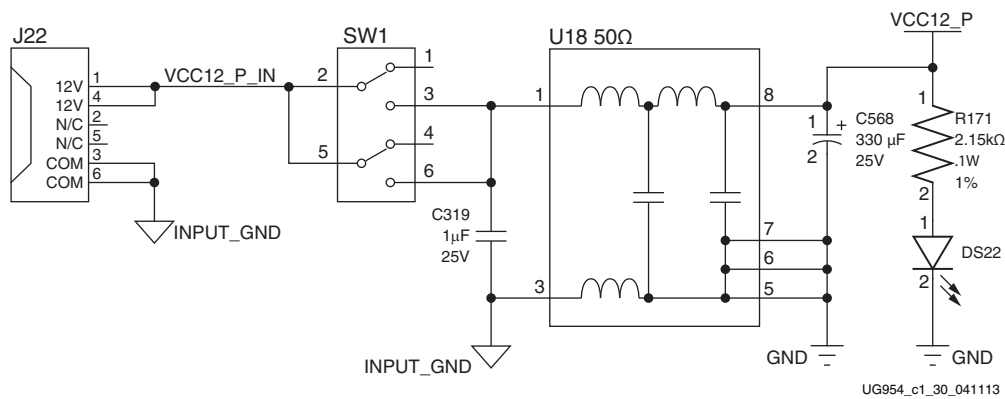 VCC12_P
J22
SW1
U18 50Ω
12V 1
12V 4
N/C 2
N/C 5
COM 3
COM 6
VCC12_P_IN
INPUT_GND
1
2
3
4
5
6
C319
1μF
25V
INPUT_GND
1
3
8
7
6
5
1
+
2
C568
330 μF
25V
GND
1
R171
2.15kΩ
.1W
1%
2
1
DS22
2
GND
UG954_c1_30_041113